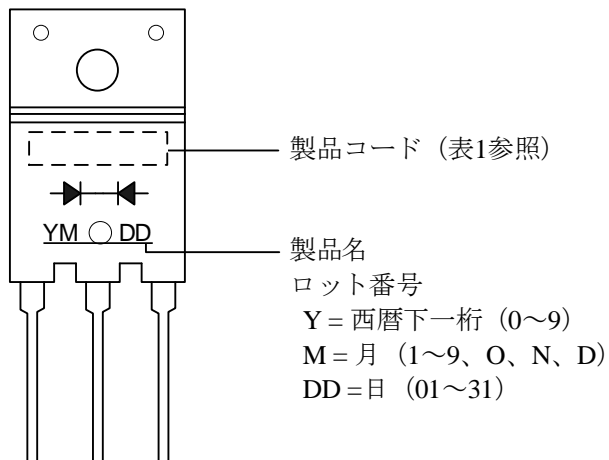 製品コード（表1参照）
YM DD
製品名
ロット番号
Y = 西暦下一桁（0～9）
M = 月（1～9、O、N、D）
DD =日（01～31）